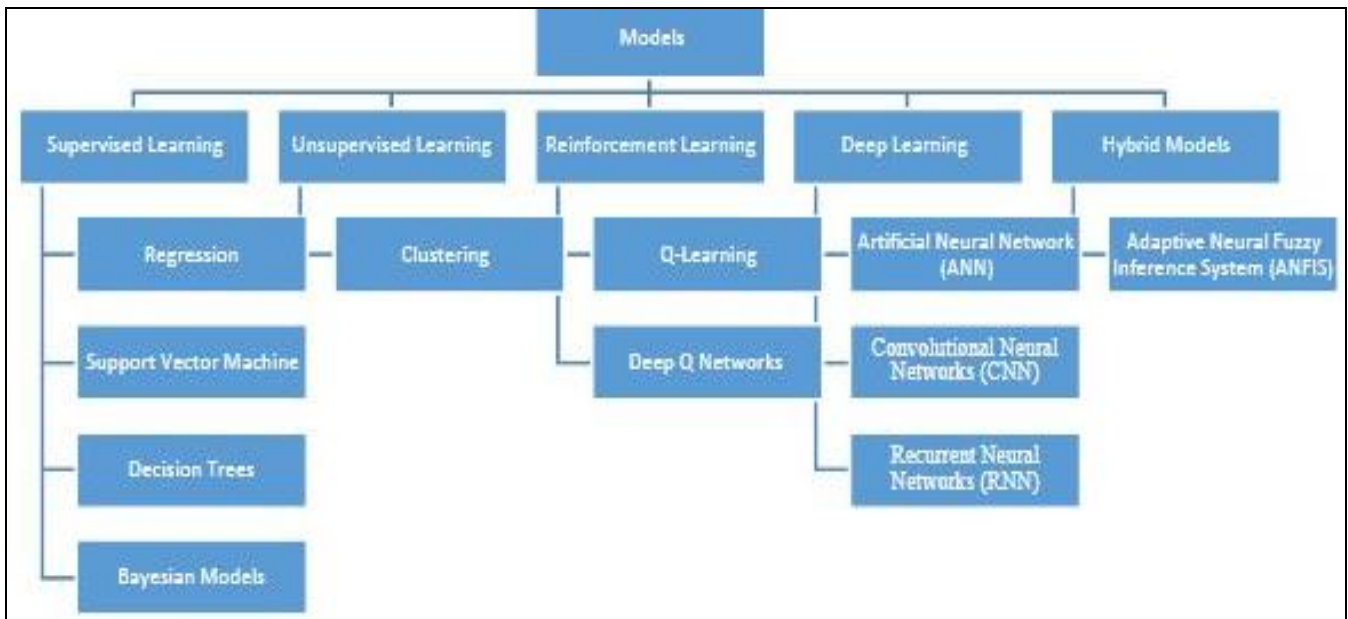 Models
Supervised Learning
Unsupervised Learning
Reinforcement Learning
Deep Learning
Hybrid Models
Regression
Clustering
Q-Learning
Artificial Neural Network
(ANN)
Adaptive Neural Fuzzy
Inference System (ANFIS)
Support Vector Machine
Deep Q Networks
Convolutional Neural
Networks (CNN)
Decision Trees
Recurrent Neural
Networks (RNN)
Bayesian Models